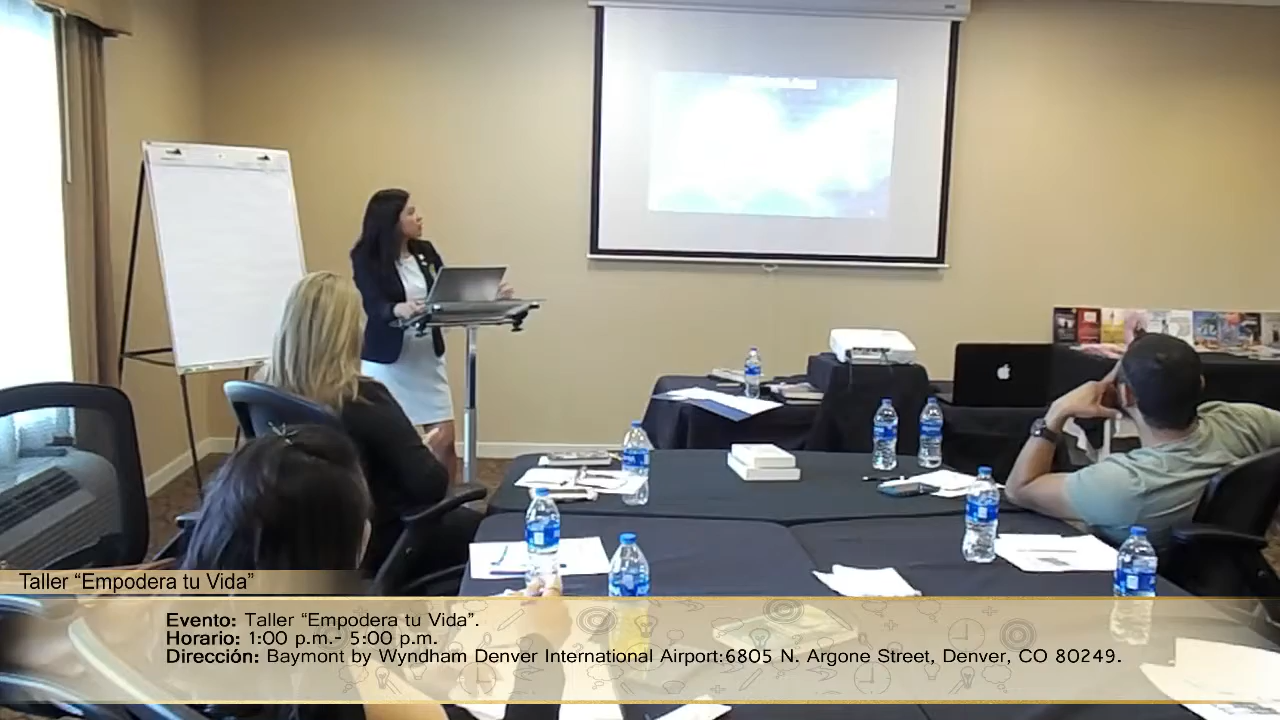 Taller “Empodera tu Vida”
Evento: Taller “Empodera tu Vida”.
Horario: 1:00 p.m.- 5:00 p.m.
Dirección: Baymont by Wyndham Denver International Airport:6805 N. Argone Street, Denver, CO 80249.